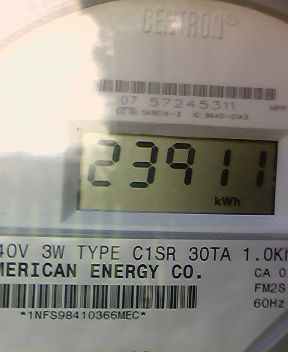 CENTRON®
07 57245311
23911
kWh
40V 3W TYPE C1SR 30TA 1.0Kh
MERICAN ENERGY CO.
CA 0
FM2S
60Hz
*1NFS98410366MEC*